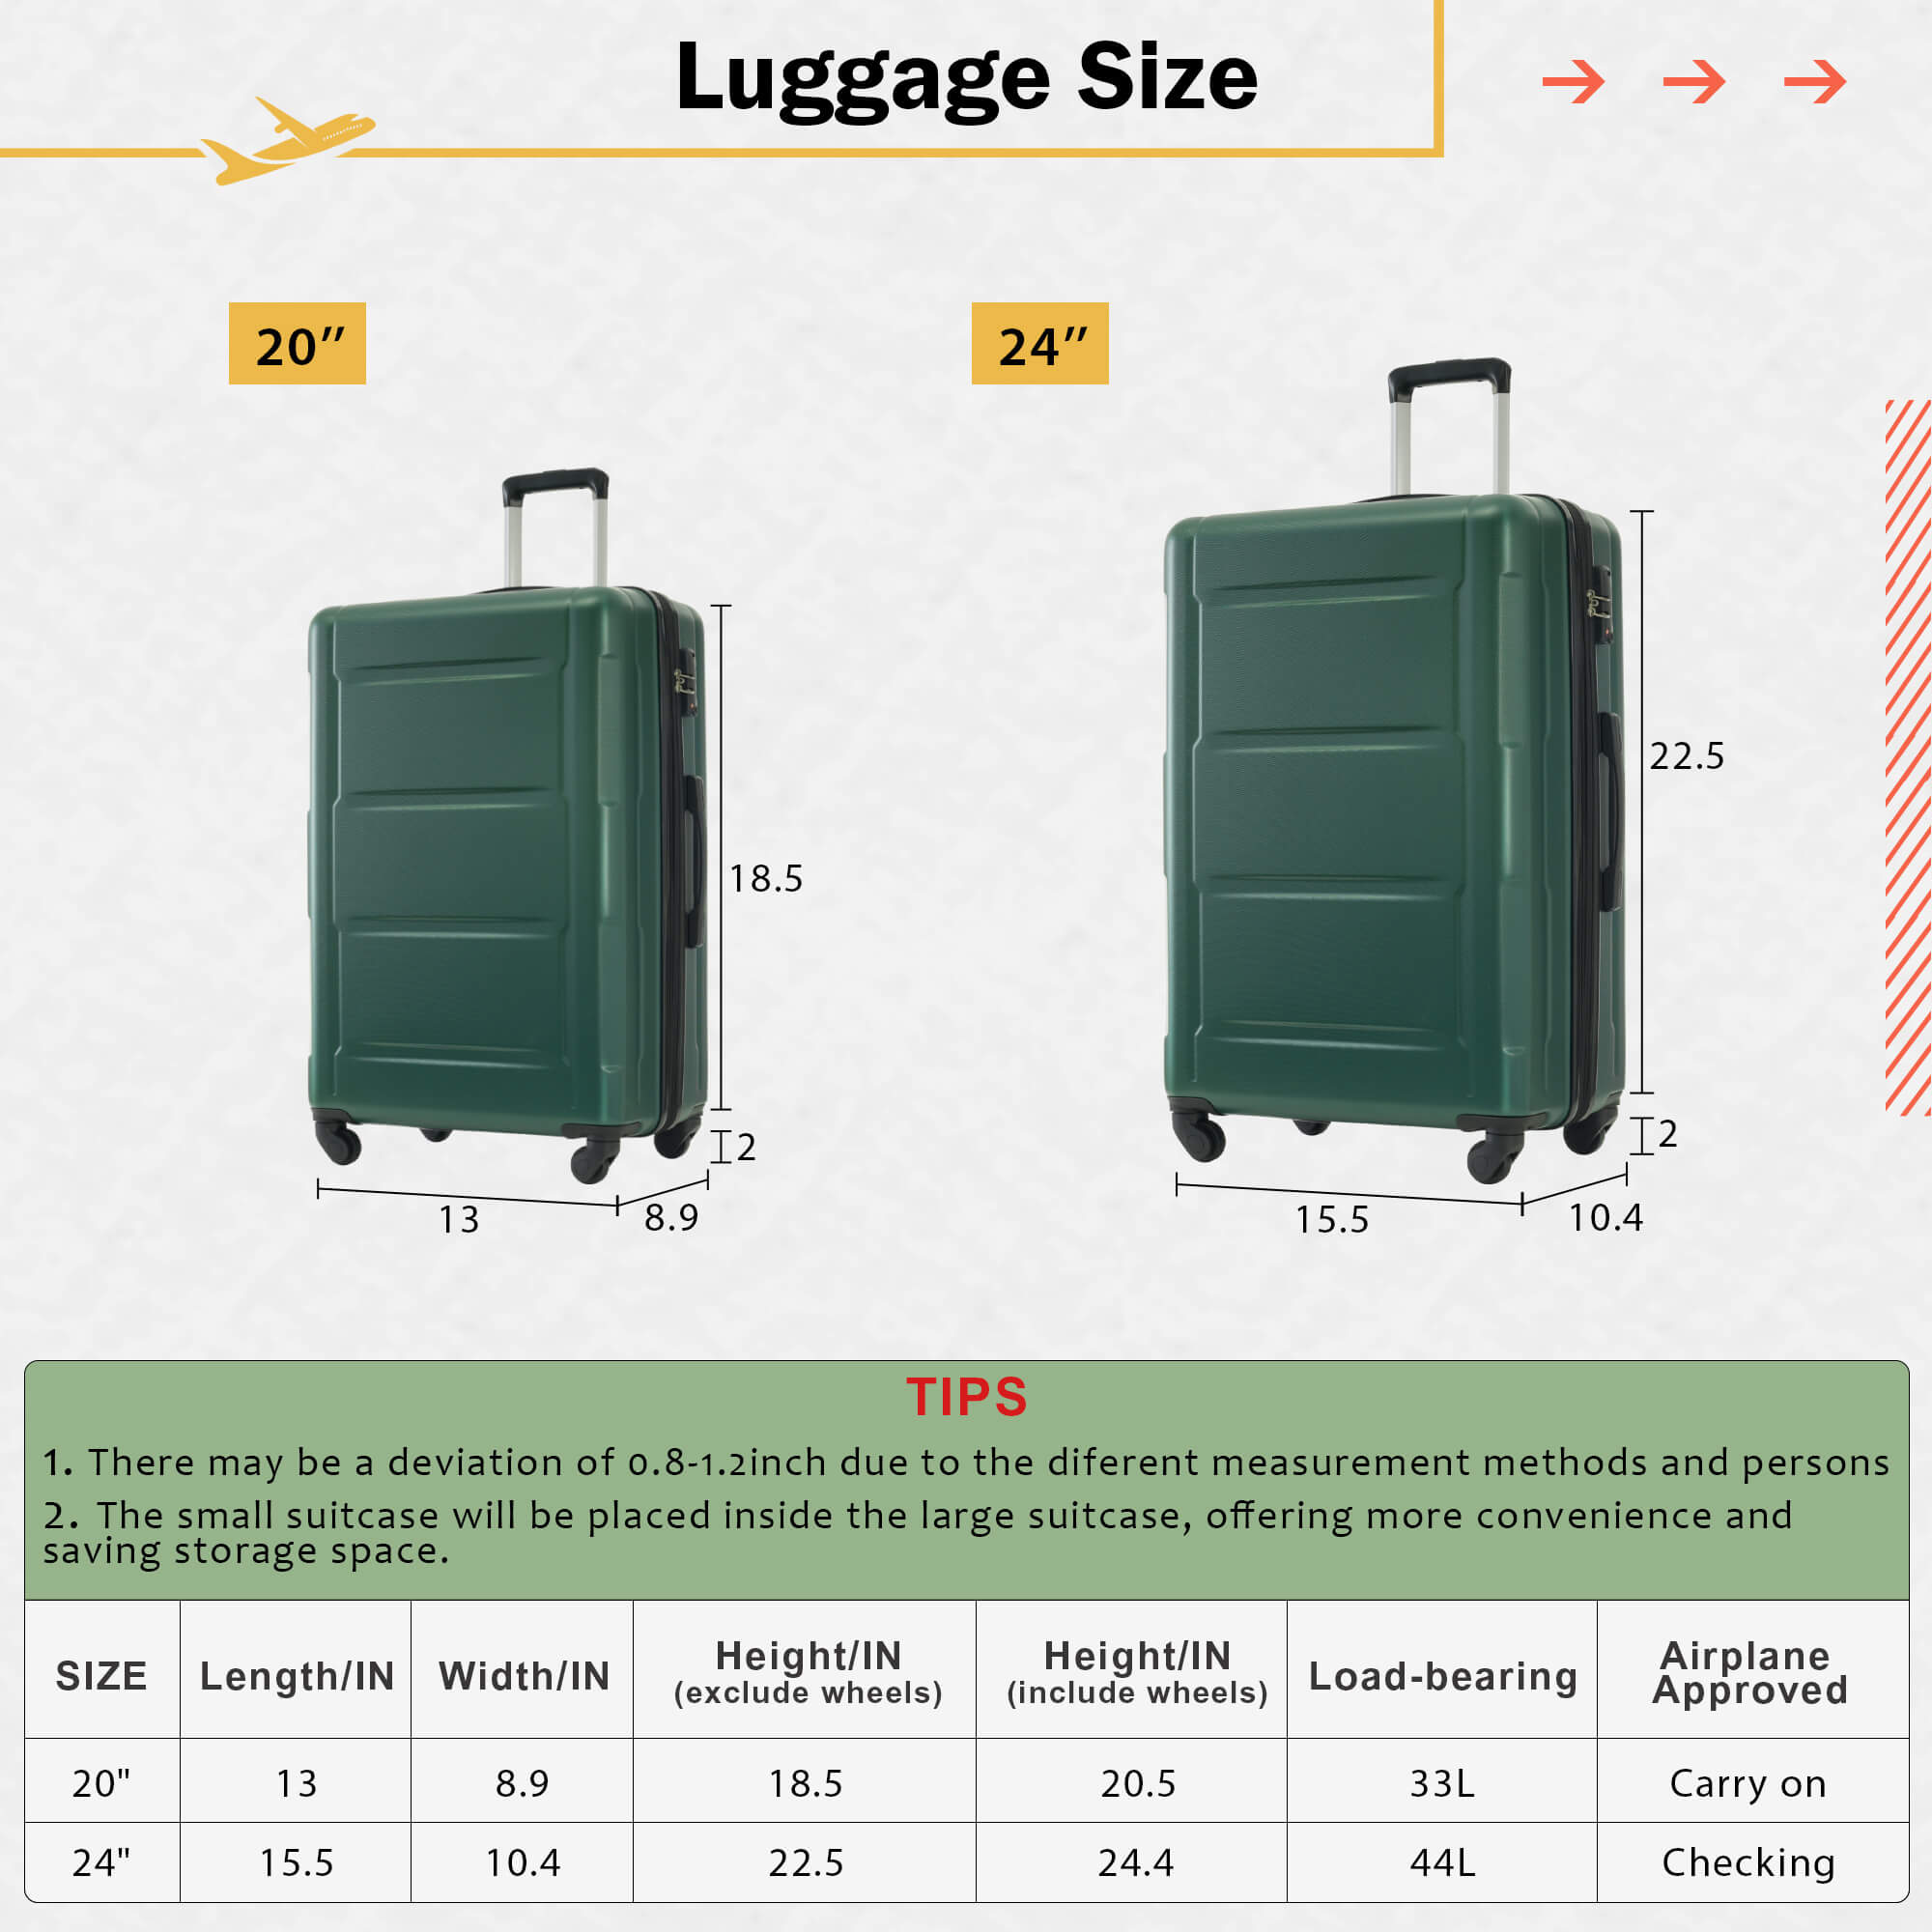 Luggage Size
20’’
24’’
18.5
2
13
8.9
22.5
2
15.5
10.4
TIPS
1. There may be a deviation of 0.8-1.2inch due to the diferent measurement methods and persons
2. The small suitcase will be placed inside the large suitcase, offering more convenience and
saving storage space.
SIZE Length/IN Width/IN Height/IN (exclude wheels) Height/IN (include wheels) Load-bearing Airplane Approved
20" 13 8.9 18.5 20.5 33L Carry on
24" 15.5 10.4 22.5 24.4 44L Checking